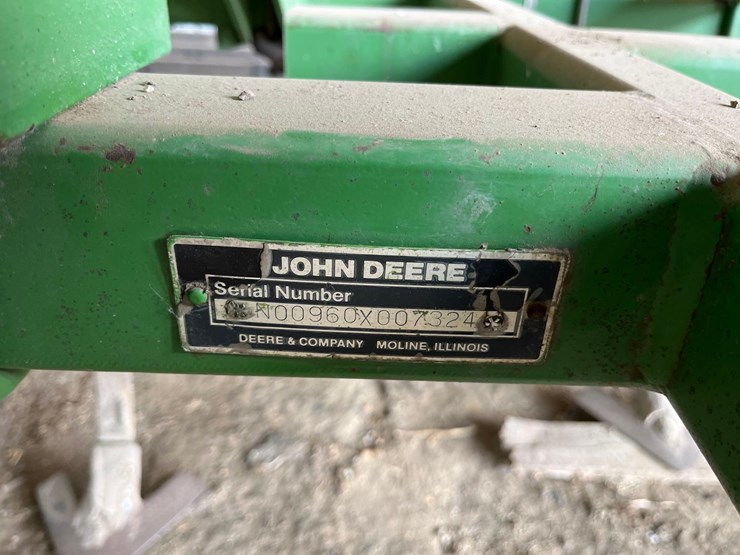 JOHN DEERE
Serial Number
N00960X007324
DEERE & COMPANY MOLINE, ILLINOIS